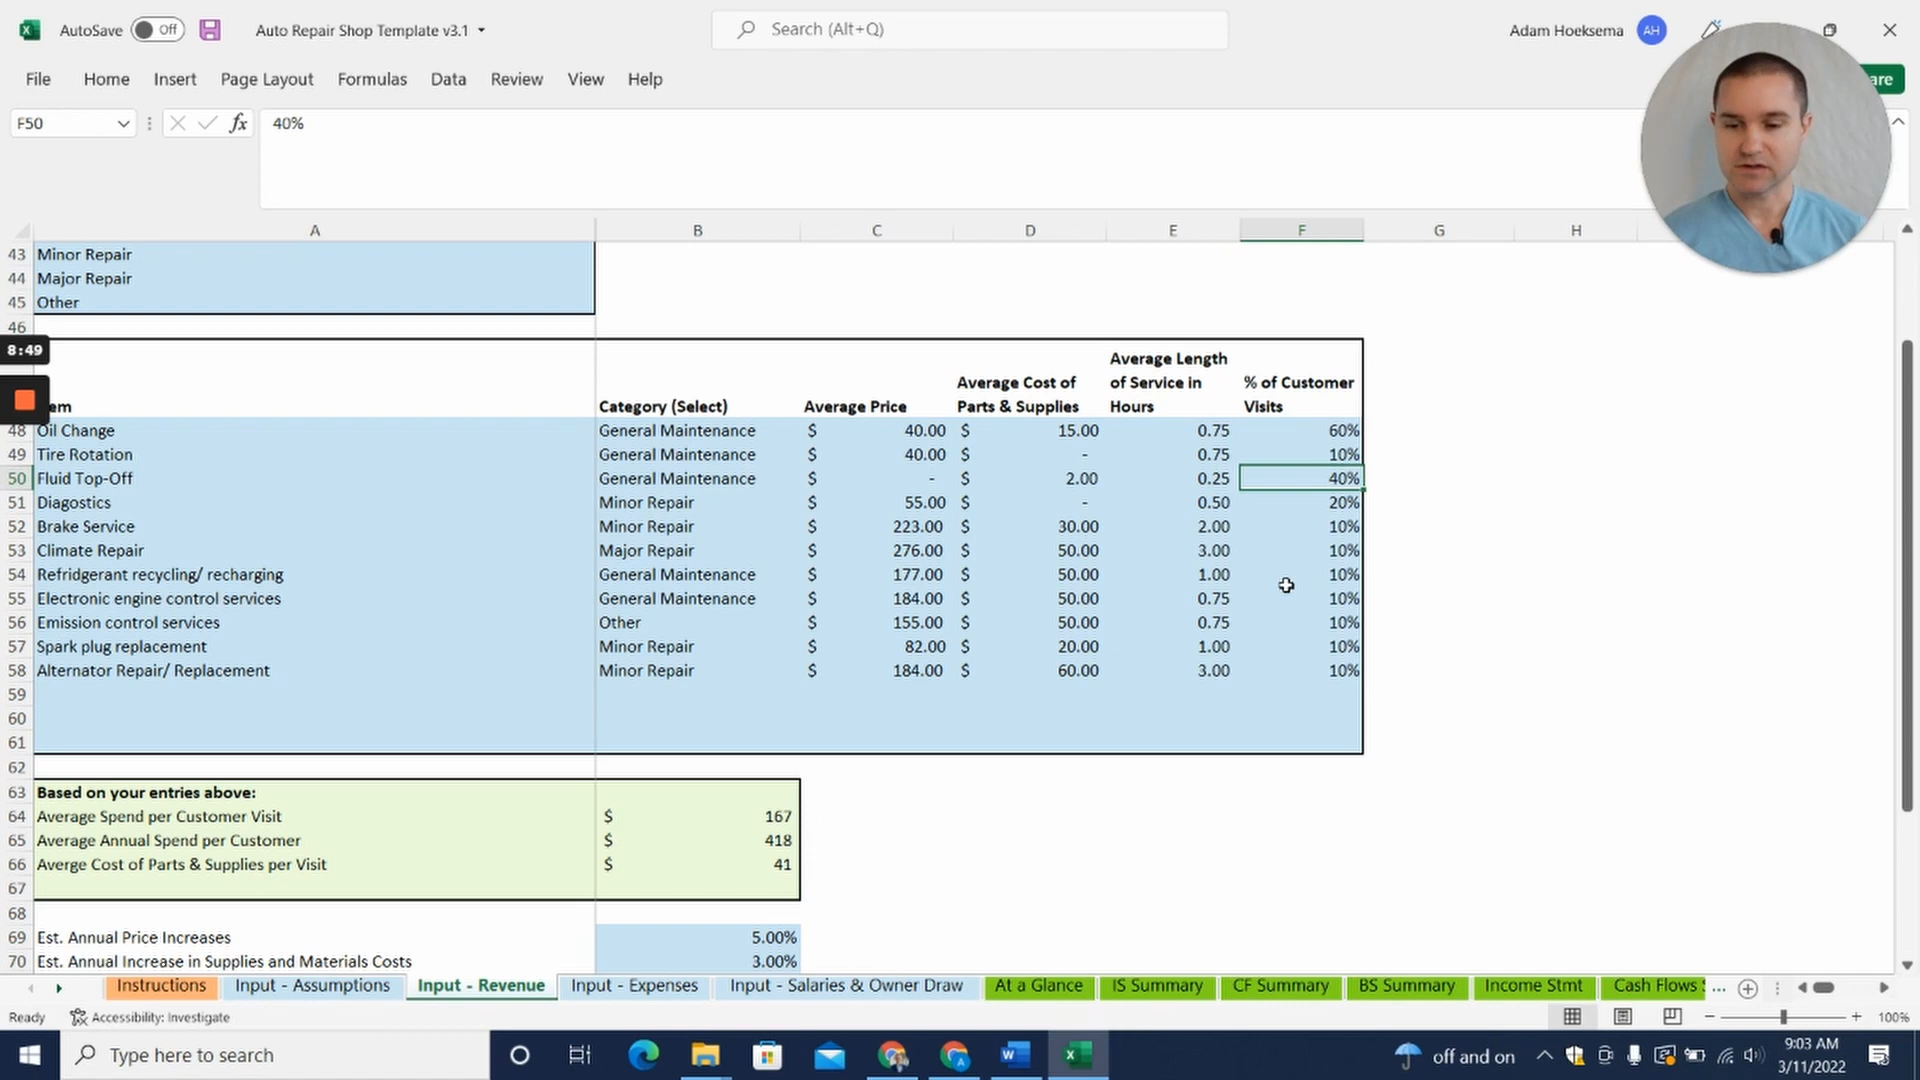 AutoSave Off Auto Repair Shop Template v3.1 Search (Alt+Q) Adam Hoeksema AH
File Home Insert Page Layout Formulas Data Review View Help
F50 fx 40%
A B C D E F G H
43 Minor Repair
44 Major Repair
45 Other
46
8:49
Average Length
Average Cost of of Service in % of Customer
Category (Select) Average Price Parts & Supplies Hours Visits
48 Oil Change General Maintenance $ 40.00 $ 15.00 0.75 60%
49 Tire Rotation General Maintenance $ 40.00 $ - 0.75 10%
50 Fluid Top-Off General Maintenance $ - $ 2.00 0.25 40%
51 Diagostics Minor Repair $ 55.00 $ - 0.50 20%
52 Brake Service Minor Repair $ 223.00 $ 30.00 2.00 10%
53 Climate Repair Major Repair $ 276.00 $ 50.00 3.00 10%
54 Refridgerant recycling/ recharging General Maintenance $ 177.00 $ 50.00 1.00 10%
55 Electronic engine control services General Maintenance $ 184.00 $ 50.00 0.75 10%
56 Emission control services Other $ 155.00 $ 50.00 0.75 10%
57 Spark plug replacement Minor Repair $ 82.00 $ 20.00 1.00 10%
58 Alternator Repair/ Replacement Minor Repair $ 184.00 $ 60.00 3.00 10%
59
60
61
62
63 Based on your entries above:
64 Average Spend per Customer Visit $ 167
65 Average Annual Spend per Customer $ 418
66 Averge Cost of Parts & Supplies per Visit $ 41
67
68
69 Est. Annual Price Increases 5.00%
70 Est. Annual Increase in Supplies and Materials Costs 3.00%
Instructions Input - Assumptions Input - Revenue Input - Expenses Input - Salaries & Owner Draw At a Glance IS Summary CF Summary BS Summary Income Stmt Cash Flows ...
Ready Accessibility: Investigate 100%
Type here to search off and on 9:03 AM
3/11/2022